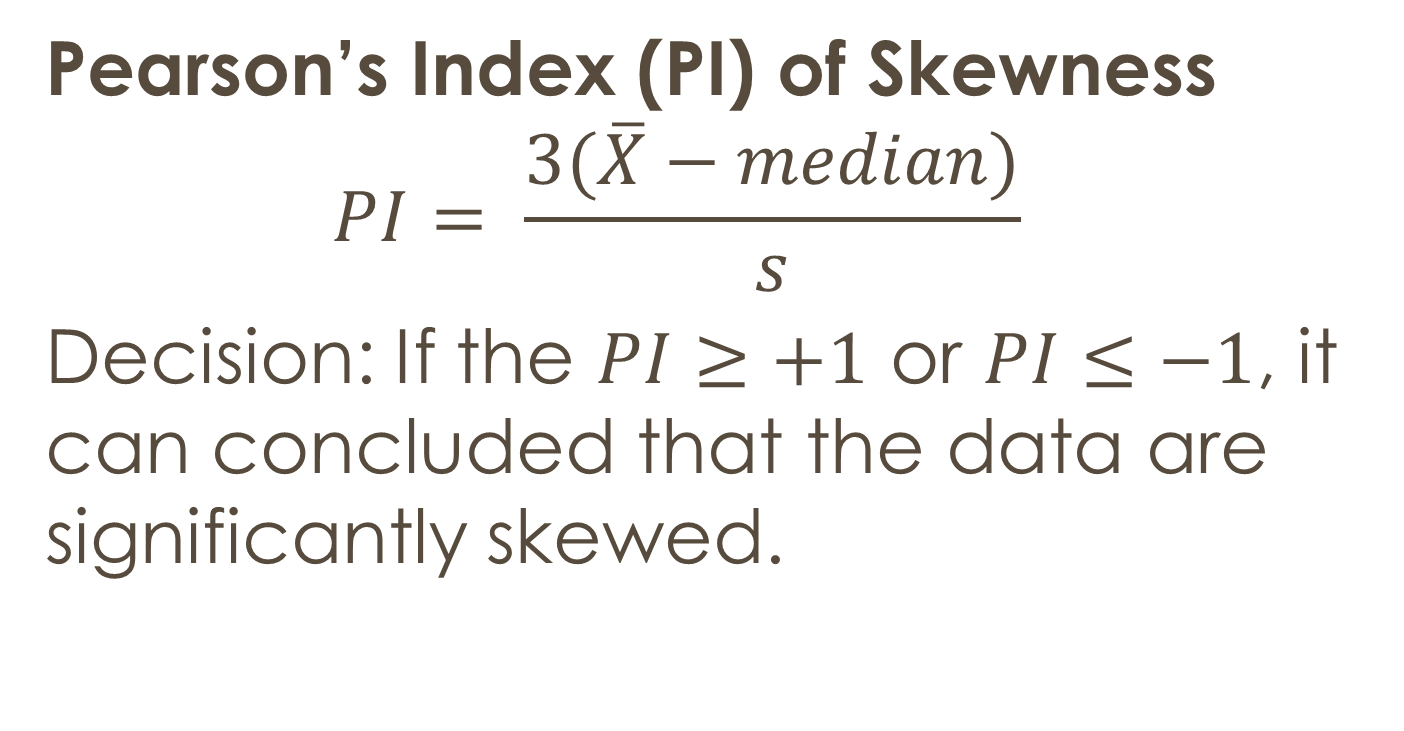 Pearson’s Index (PI) of Skewness
PI = 3(X̅ − median) / s
Decision: If the PI ≥ +1 or PI ≤ −1, it
can concluded that the data are
significantly skewed.